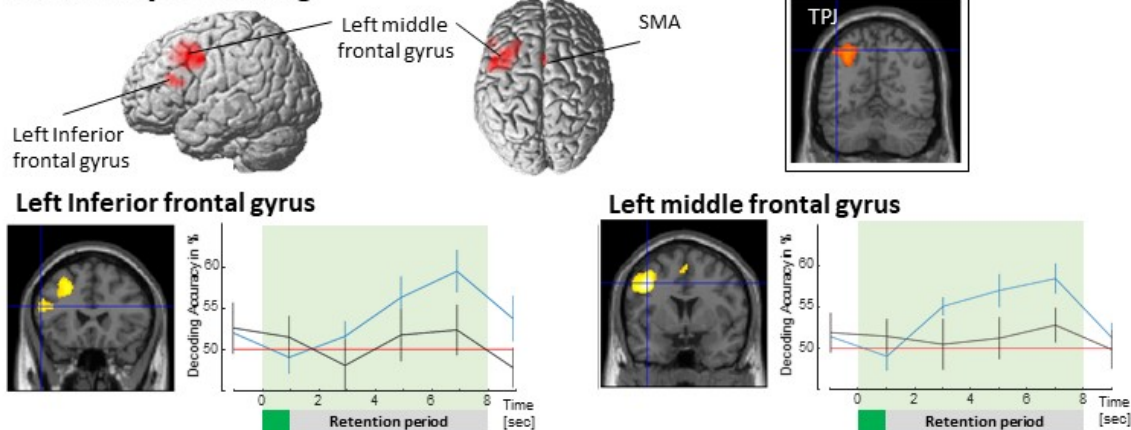 Left middle
frontal gyrus
SMA
TPJ
Left Inferior
frontal gyrus
Left Inferior frontal gyrus
Left middle frontal gyrus
Decoding Accuracy in %
60
55
50
0 2 4 6 8 Time
[sec]
Retention period
Decoding Accuracy in %
60
55
50
0 2 4 6 8 Time
[sec]
Retention period